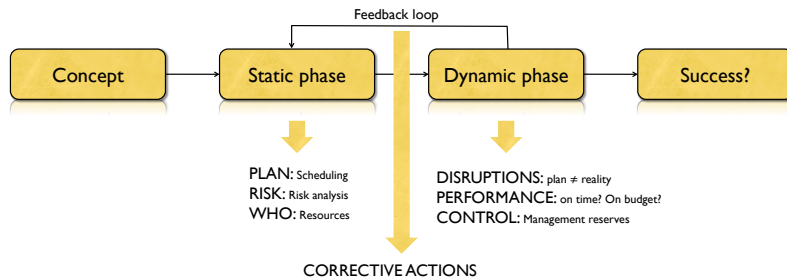 Feedback loop
Concept
Static phase
Dynamic phase
Success?
PLAN: Scheduling
RISK: Risk analysis
WHO: Resources
DISRUPTIONS: plan ≠ reality
PERFORMANCE: on time? On budget?
CONTROL: Management reserves
CORRECTIVE ACTIONS